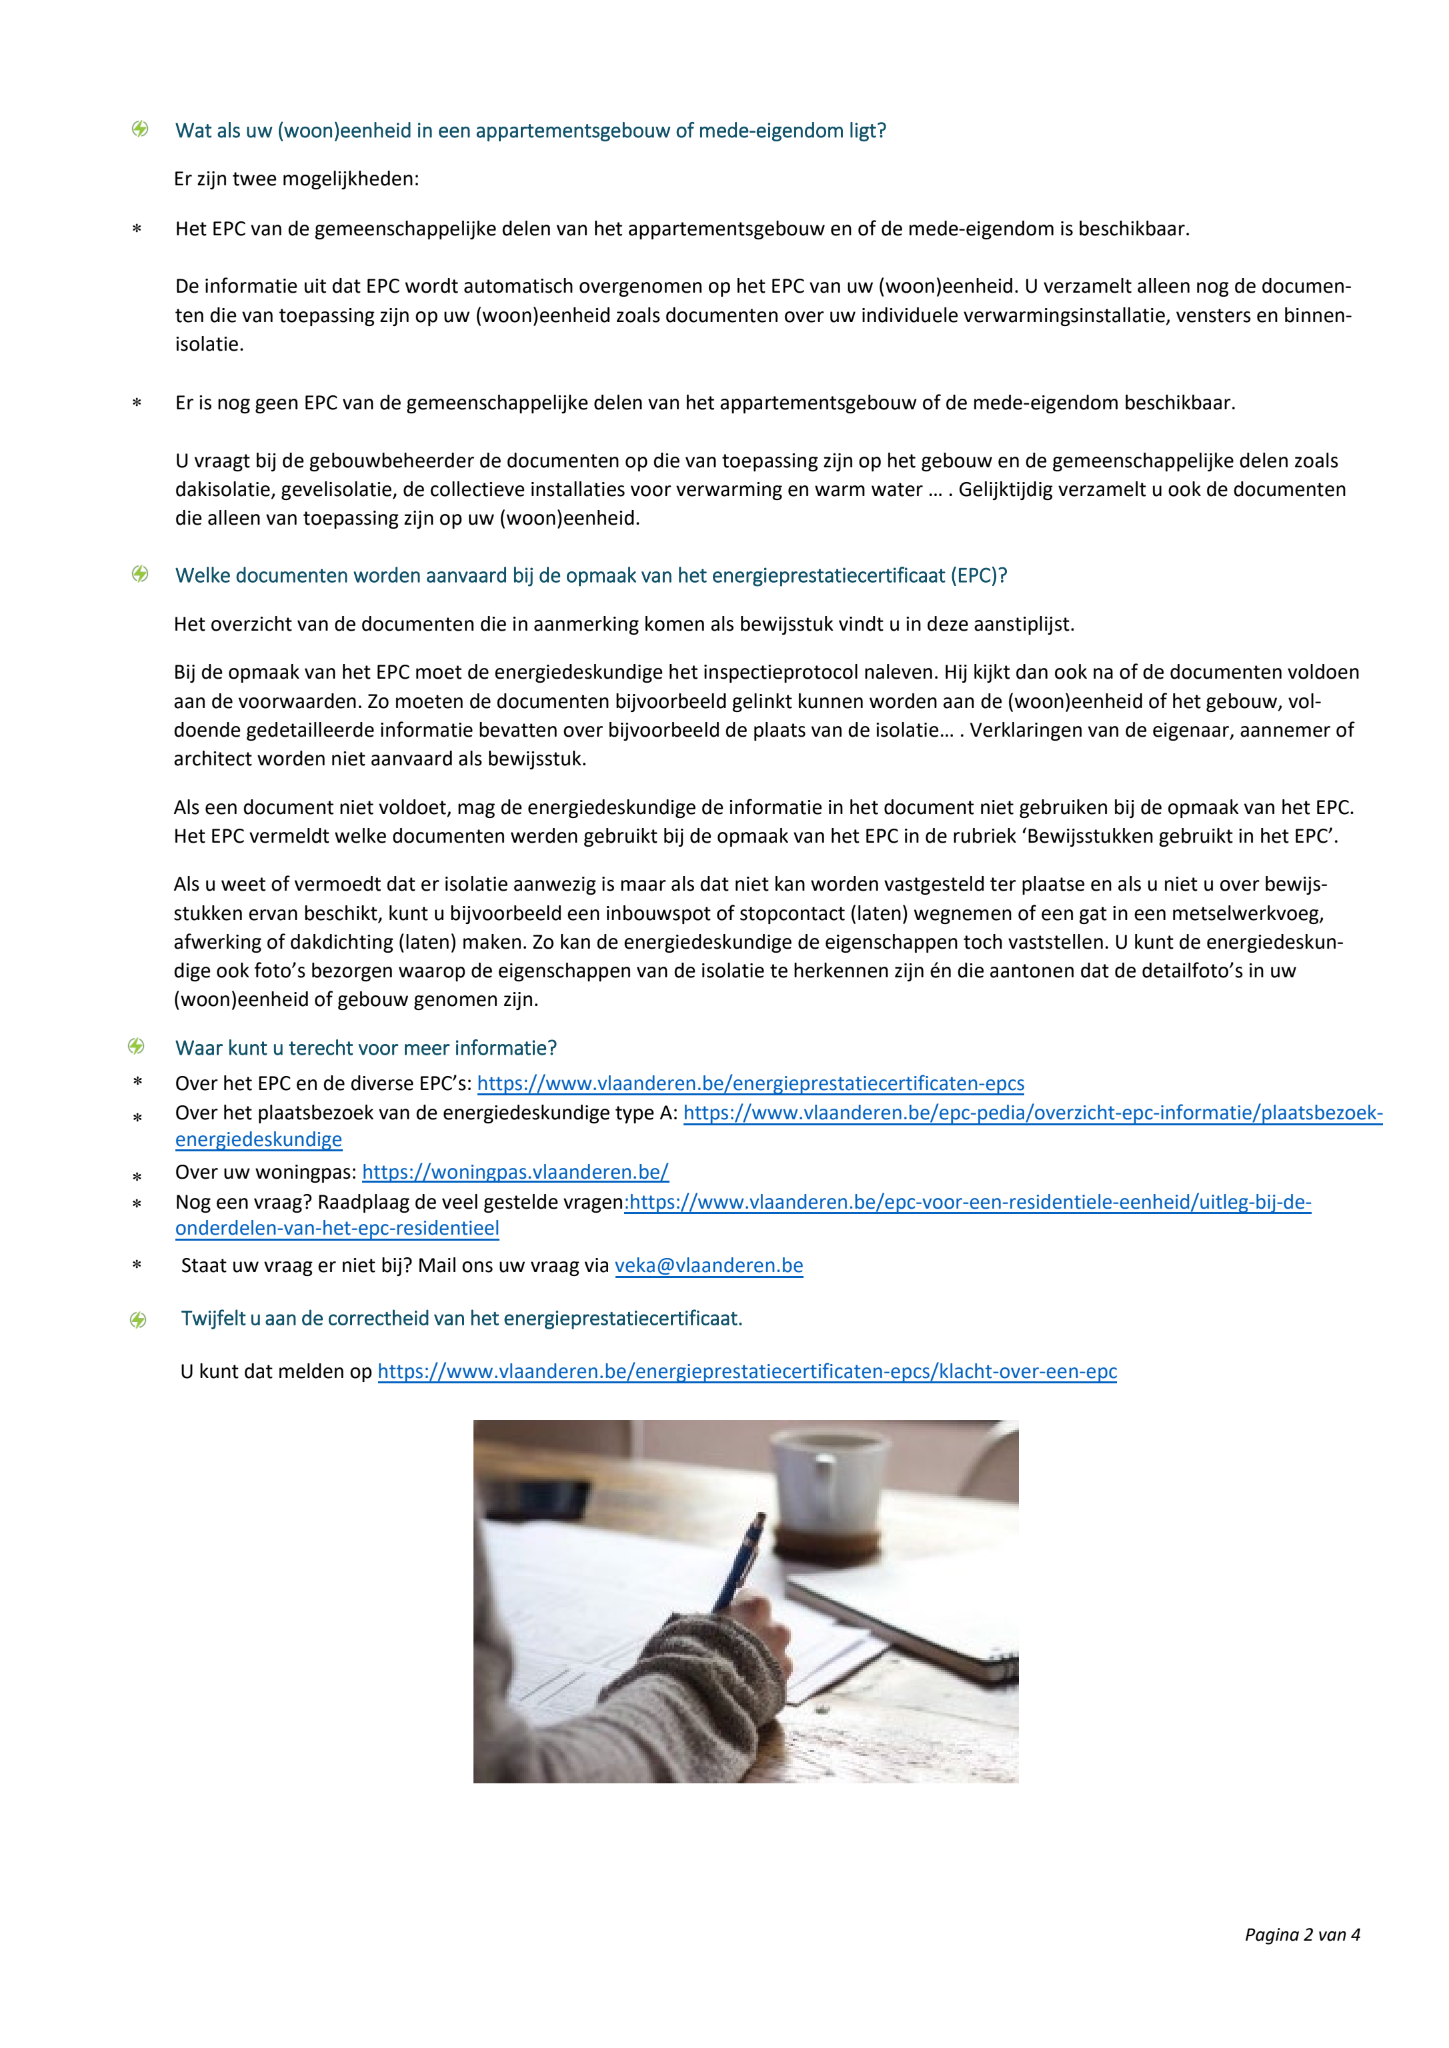 Wat als uw (woon)eenheid in een appartementsgebouw of mede-eigendom ligt?
Er zijn twee mogelijkheden:
* Het EPC van de gemeenschappelijke delen van het appartementsgebouw en of de mede-eigendom is beschikbaar.
De informatie uit dat EPC wordt automatisch overgenomen op het EPC van uw (woon)eenheid. U verzamelt alleen nog de documen-
ten die van toepassing zijn op uw (woon)eenheid zoals documenten over uw individuele verwarmingsinstallatie, vensters en binnen-
isolatie.
* Er is nog geen EPC van de gemeenschappelijke delen van het appartementsgebouw of de mede-eigendom beschikbaar.
U vraagt bij de gebouwbeheerder de documenten op die van toepassing zijn op het gebouw en de gemeenschappelijke delen zoals
dakisolatie, gevelisolatie, de collectieve installaties voor verwarming en warm water … . Gelijktijdig verzamelt u ook de documenten
die alleen van toepassing zijn op uw (woon)eenheid.
Welke documenten worden aanvaard bij de opmaak van het energieprestatiecertificaat (EPC)?
Het overzicht van de documenten die in aanmerking komen als bewijsstuk vindt u in deze aanstiplijst.
Bij de opmaak van het EPC moet de energiedeskundige het inspectieprotocol naleven. Hij kijkt dan ook na of de documenten voldoen
aan de voorwaarden. Zo moeten de documenten bijvoorbeeld gelinkt kunnen worden aan de (woon)eenheid of het gebouw, vol-
doende gedetailleerde informatie bevatten over bijvoorbeeld de plaats van de isolatie… . Verklaringen van de eigenaar, aannemer of
architect worden niet aanvaard als bewijsstuk.
Als een document niet voldoet, mag de energiedeskundige de informatie in het document niet gebruiken bij de opmaak van het EPC.
Het EPC vermeldt welke documenten werden gebruikt bij de opmaak van het EPC in de rubriek ‘Bewijsstukken gebruikt in het EPC’.
Als u weet of vermoedt dat er isolatie aanwezig is maar als dat niet kan worden vastgesteld ter plaatse en als u niet u over bewijs-
stukken ervan beschikt, kunt u bijvoorbeeld een inbouwspot of stopcontact (laten) wegnemen of een gat in een metselwerkvoeg,
afwerking of dakdichting (laten) maken. Zo kan de energiedeskundige de eigenschappen toch vaststellen. U kunt de energiedeskun-
dige ook foto’s bezorgen waarop de eigenschappen van de isolatie te herkennen zijn én die aantonen dat de detailfoto’s in uw
(woon)eenheid of gebouw genomen zijn.
Waar kunt u terecht voor meer informatie?
* Over het EPC en de diverse EPC’s: https://www.vlaanderen.be/energieprestatiecertificaten-epcs
* Over het plaatsbezoek van de energiedeskundige type A: https://www.vlaanderen.be/epc-pedia/overzicht-epc-informatie/plaatsbezoek-
energiedeskundige
* Over uw woningpas: https://woningpas.vlaanderen.be/
* Nog een vraag? Raadplaag de veel gestelde vragen:https://www.vlaanderen.be/epc-voor-een-residentiele-eenheid/uitleg-bij-de-
onderdelen-van-het-epc-residentieel
* Staat uw vraag er niet bij? Mail ons uw vraag via veka@vlaanderen.be
Twijfelt u aan de correctheid van het energieprestatiecertificaat.
U kunt dat melden op https://www.vlaanderen.be/energieprestatiecertificaten-epcs/klacht-over-een-epc
Pagina 2 van 4